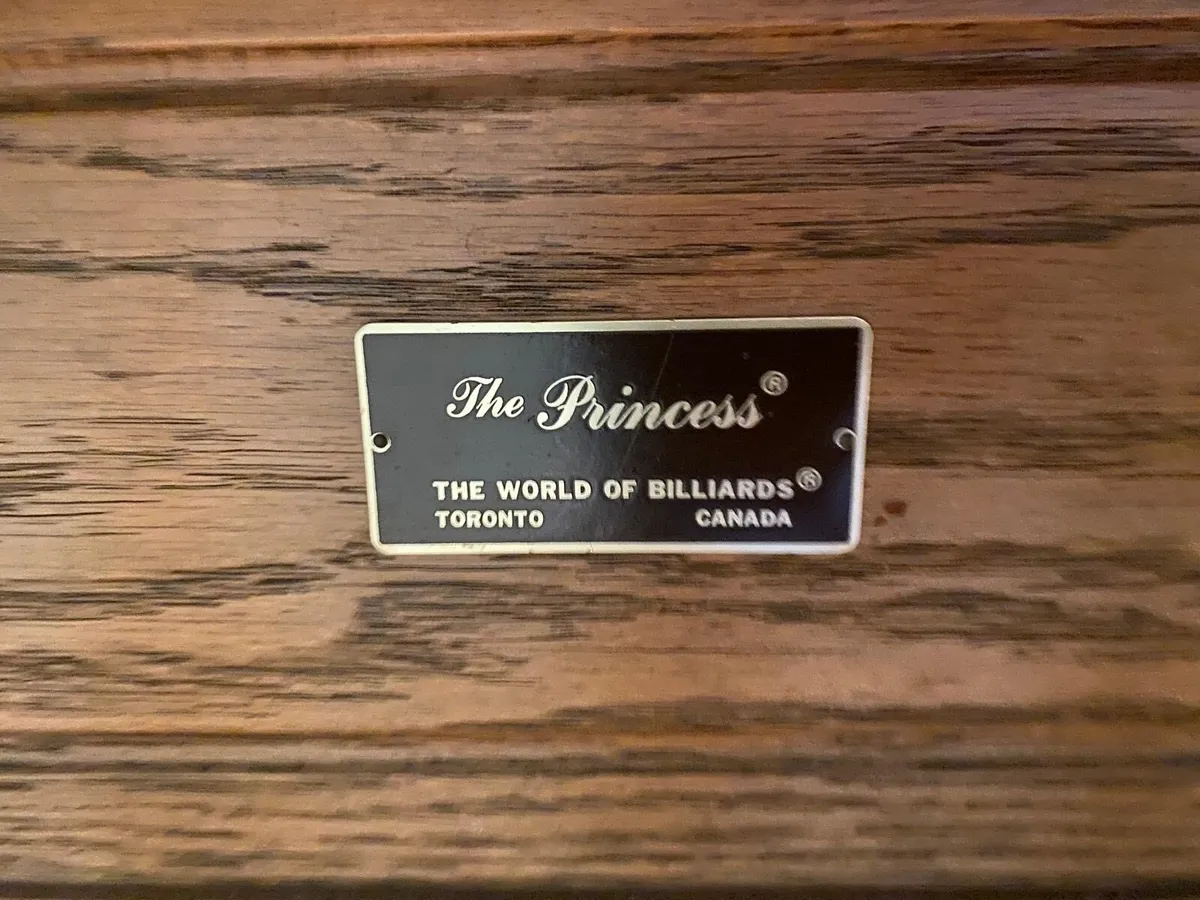 The Princess®
THE WORLD OF BILLIARDS®
TORONTO CANADA